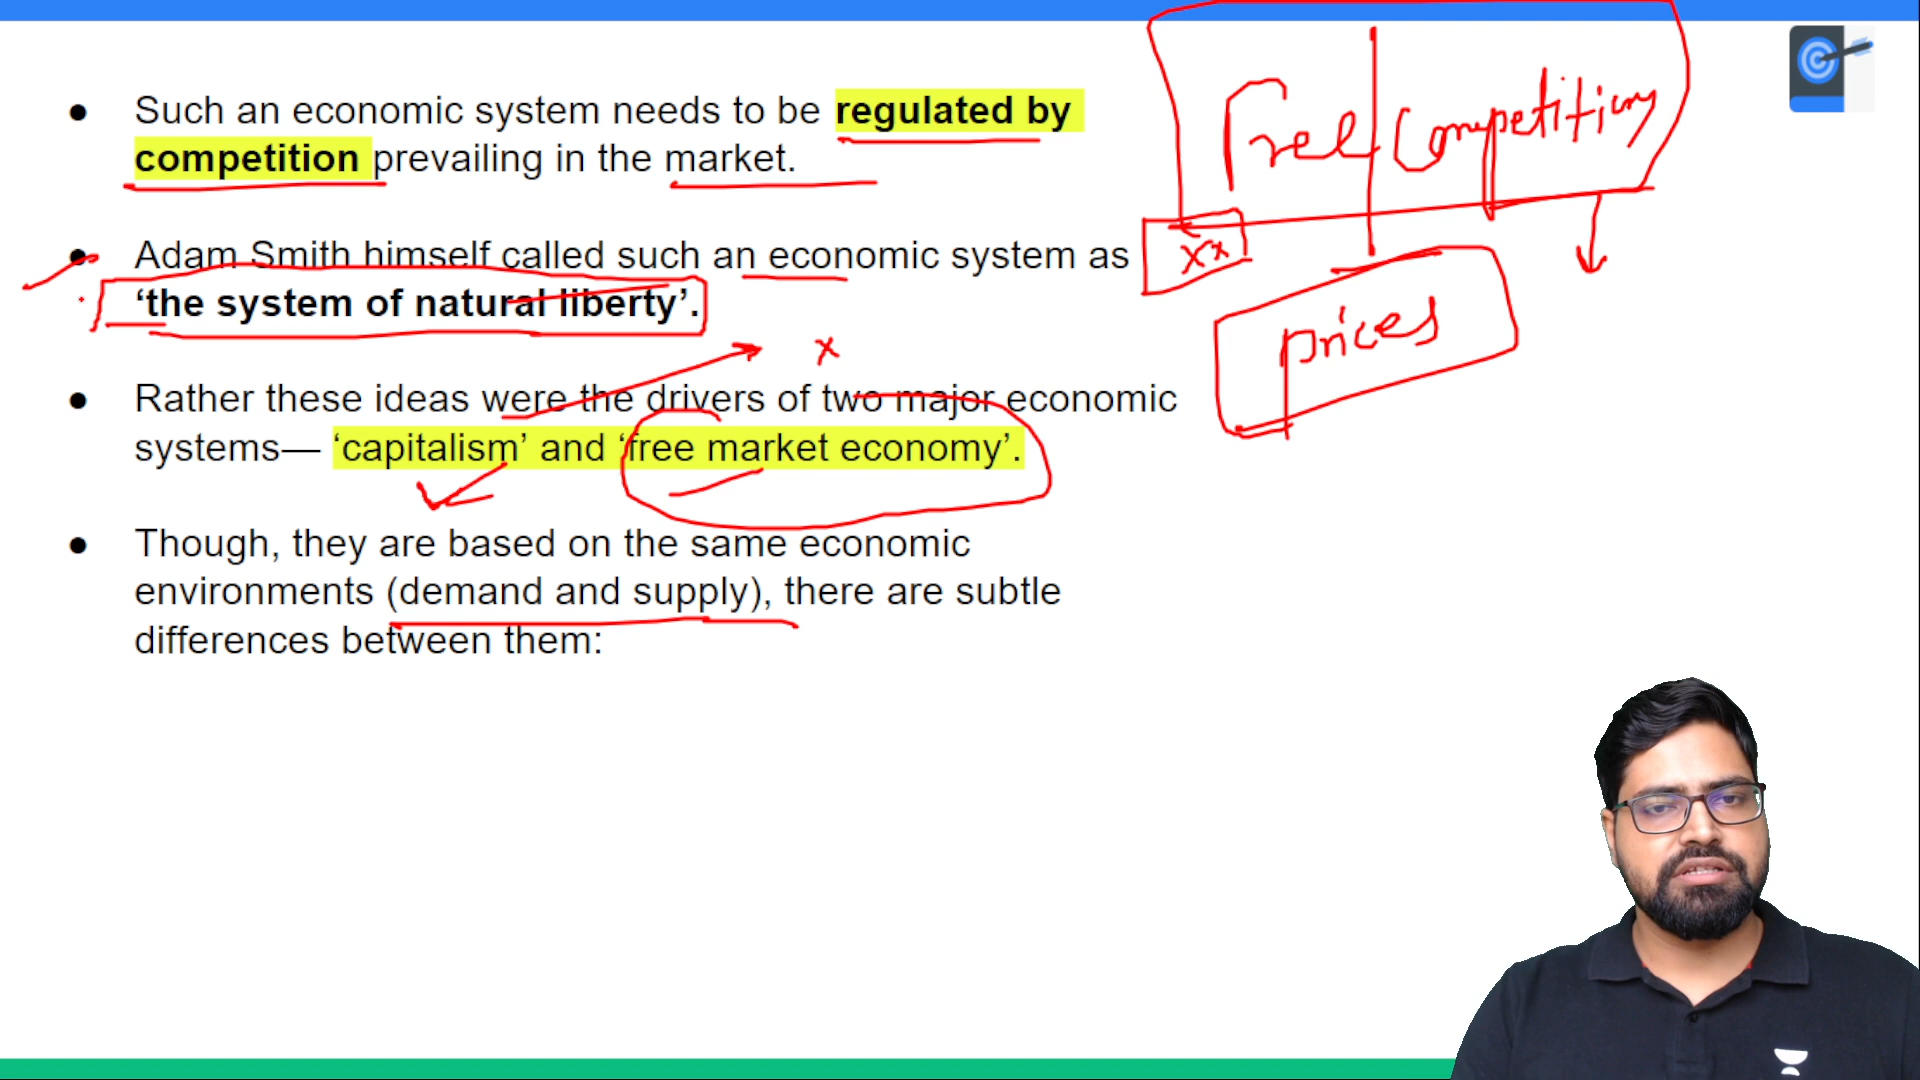 Such an economic system needs to be regulated by
competition prevailing in the market.
Adam Smith himself called such an economic system as
‘the system of natural liberty’.
Rather these ideas were the drivers of two major economic
systems— ‘capitalism’ and ‘free market economy’.
Though, they are based on the same economic
environments (demand and supply), there are subtle
differences between them:
Free Competition
xx
prices
x